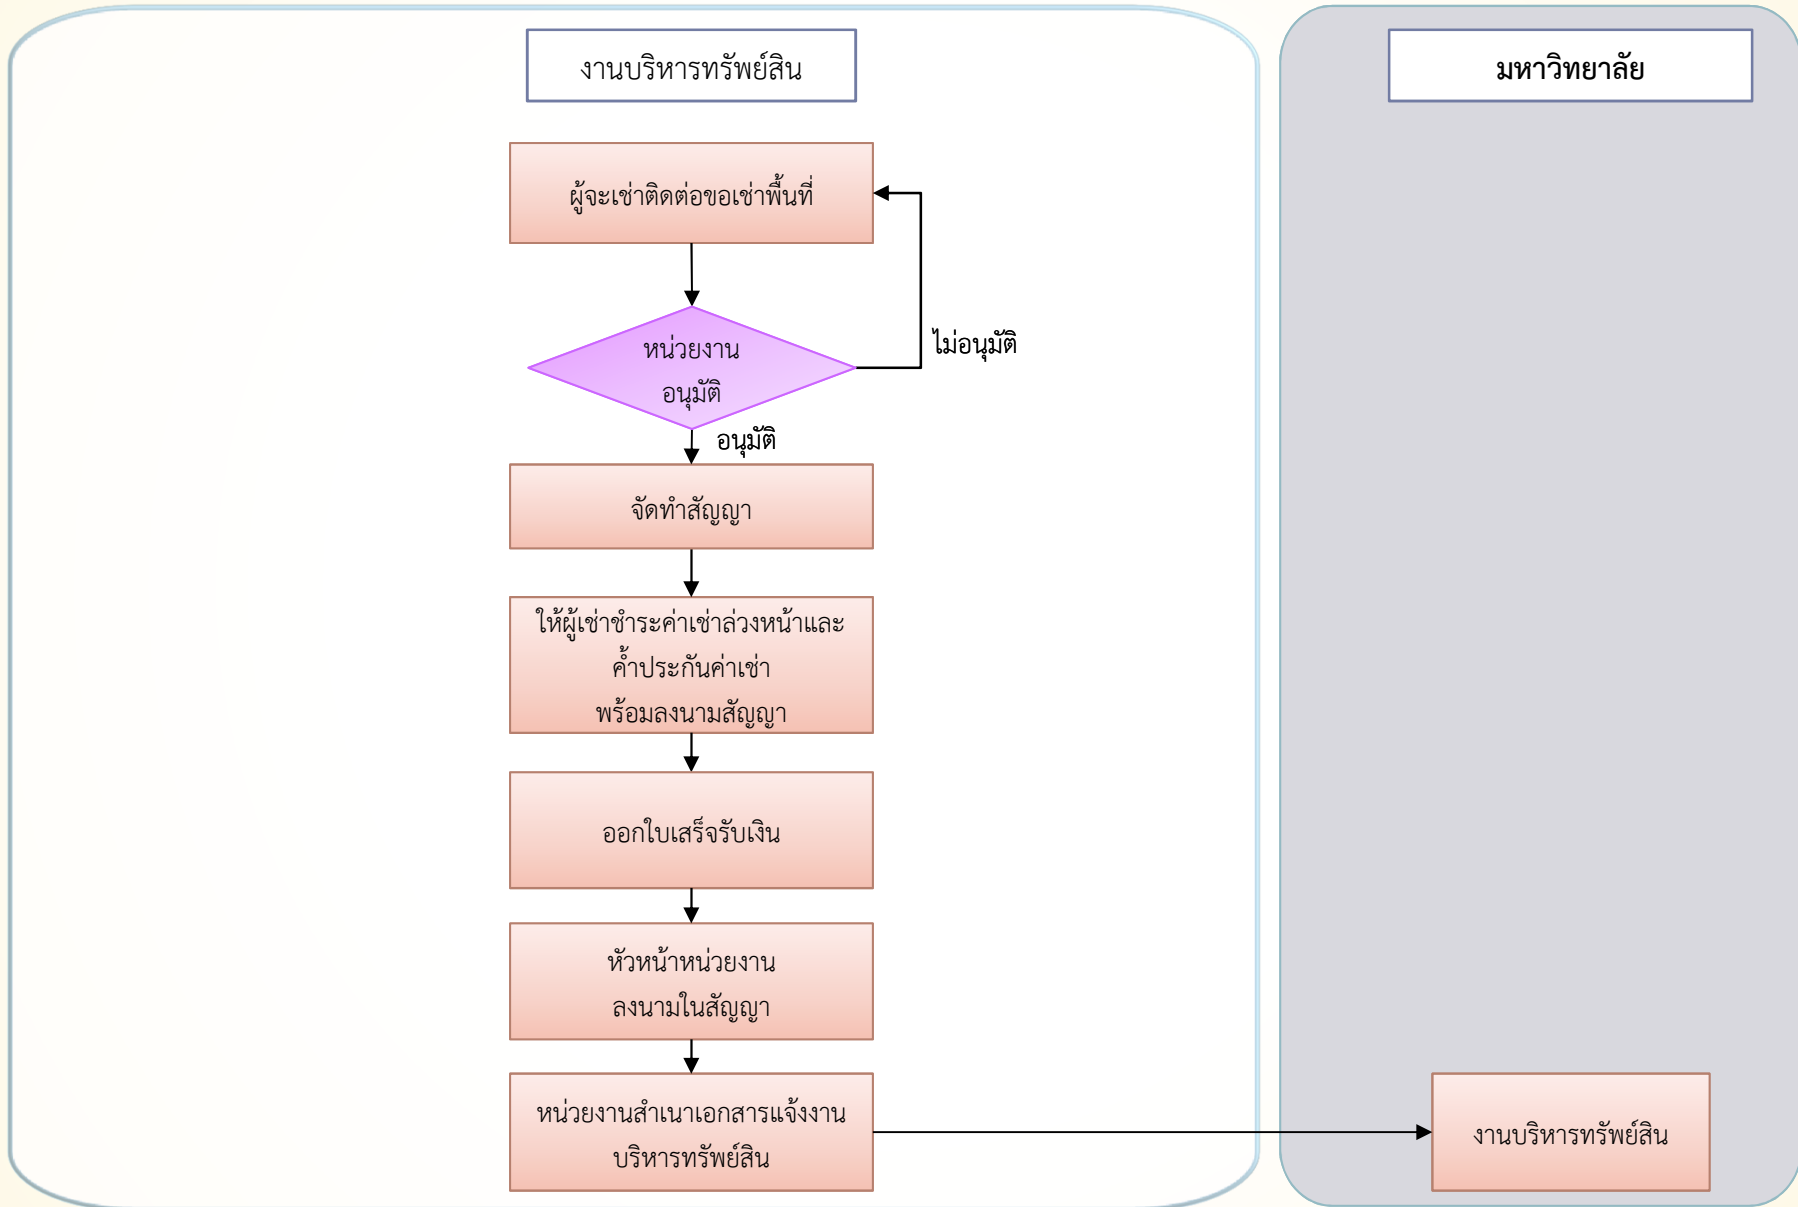 งานบริหารทรัพย์สิน
มหาวิทยาลัย
ผู้จะเช่าติดต่อขอเช่าพื้นที่
หน่วยงาน
อนุมัติ
ไม่อนุมัติ
อนุมัติ
จัดทำสัญญา
ให้ผู้เช่าชำระค่าเช่าล่วงหน้าและ
ค้ำประกันค่าเช่า
พร้อมลงนามสัญญา
ออกใบเสร็จรับเงิน
หัวหน้าหน่วยงาน
ลงนามในสัญญา
หน่วยงานสำเนาเอกสารแจ้งงาน
บริหารทรัพย์สิน
งานบริหารทรัพย์สิน